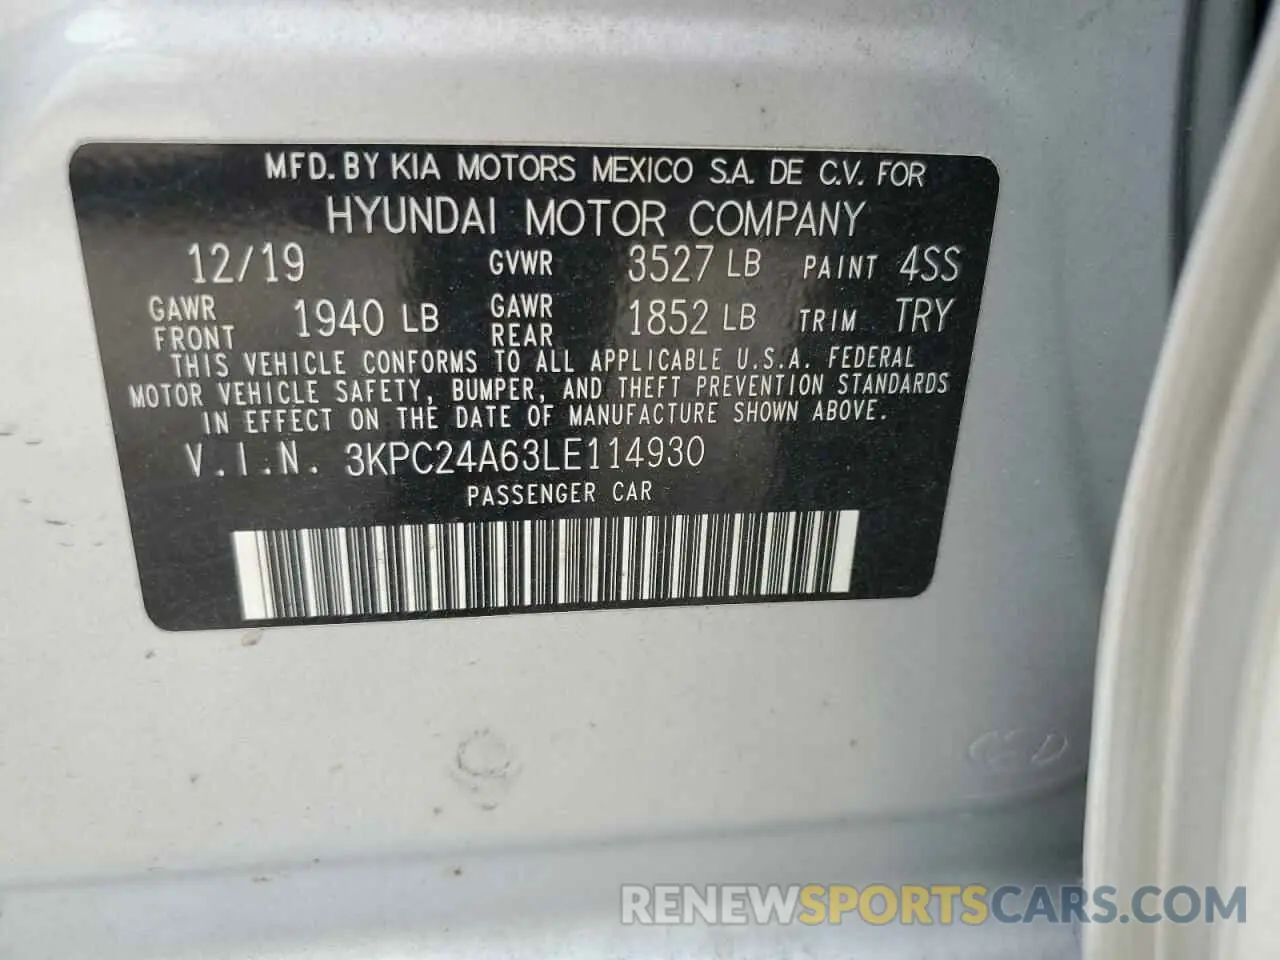 MFD. BY KIA MOTORS MEXICO S.A. DE C.V. FOR
HYUNDAI MOTOR COMPANY
12/19 GVWR 3527 LB PAINT 4SS
GAWR FRONT 1940 LB GAWR REAR 1852 LB TRIM TRY
THIS VEHICLE CONFORMS TO ALL APPLICABLE U.S.A. FEDERAL
MOTOR VEHICLE SAFETY, BUMPER, AND THEFT PREVENTION STANDARDS
IN EFFECT ON THE DATE OF MANUFACTURE SHOWN ABOVE.
V.I.N. 3KPC24A63LE114930
PASSENGER CAR
RENEWSPORTSCARS.COM